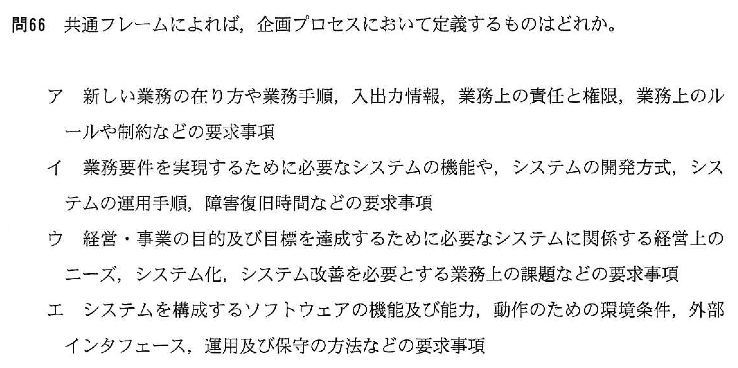 問66 共通フレームによれば，企画プロセスにおいて定義するものはどれか。
ア 新しい業務の在り方や業務手順，入出力情報，業務上の責任と権限，業務上のル
ールや制約などの要求事項
イ 業務要件を実現するために必要なシステムの機能や，システムの開発方式，シス
テムの運用手順，障害復旧時間などの要求事項
ウ 経営・事業の目的及び目標を達成するために必要なシステムに関係する経営上の
ニーズ，システム化，システム改善を必要とする業務上の課題などの要求事項
エ システムを構成するソフトウェアの機能及び能力，動作のための環境条件，外部
インタフェース，運用及び保守の方法などの要求事項